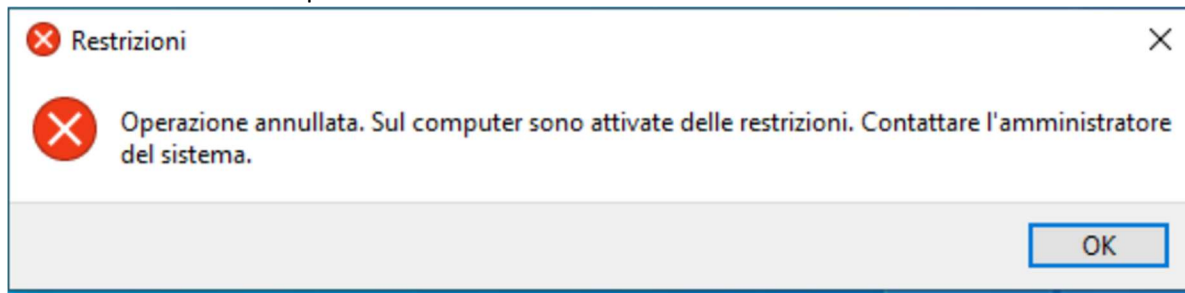 Restrizioni
Operazione annullata. Sul computer sono attivate delle restrizioni. Contattare l'amministratore
del sistema.
OK